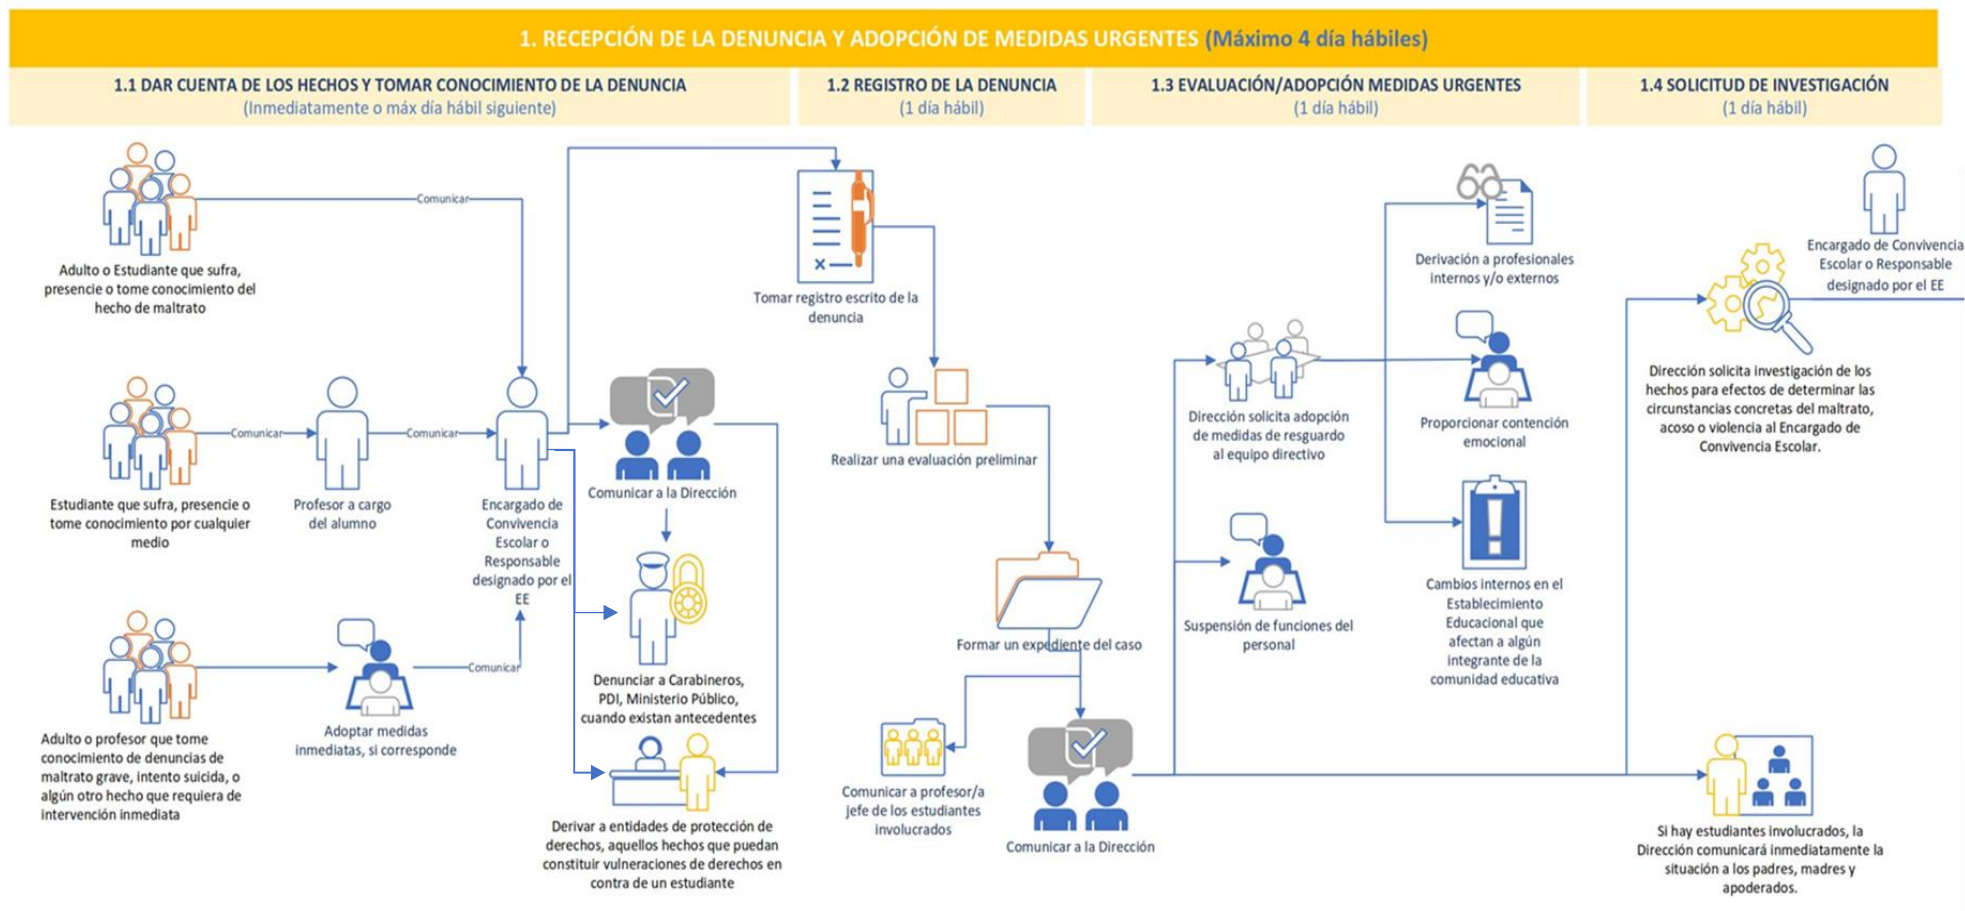 1. RECEPCIÓN DE LA DENUNCIA Y ADOPCIÓN DE MEDIDAS URGENTES (Máximo 4 día hábiles)
1.1 DAR CUENTA DE LOS HECHOS Y TOMAR CONOCIMIENTO DE LA DENUNCIA
(Inmediatamente o máx día hábil siguiente)
1.2 REGISTRO DE LA DENUNCIA
(1 día hábil)
1.3 EVALUACIÓN/ADOPCIÓN MEDIDAS URGENTES
(1 día hábil)
1.4 SOLICITUD DE INVESTIGACIÓN
(1 día hábil)
Comunicar
Adulto o Estudiante que sufra,
presencie o tome conocimiento del
hecho de maltrato
Comunicar
Comunicar
Estudiante que sufra, presencie o
tome conocimiento por cualquier
medio
Profesor a cargo
del alumno
Encargado de
Convivencia
Escolar o
Responsable
designado por el
EE
Comunicar
Adulto o profesor que tome
conocimiento de denuncias de
maltrato grave, intento suicida, o
algún otro hecho que requiera de
intervención inmediata
Adoptar medidas
inmediatas, si corresponde
Comunicar a la Dirección
Denunciar a Carabineros,
PDI, Ministerio Público,
cuando existan antecedentes
Derivar a entidades de protección de
derechos, aquellos hechos que puedan
constituir vulneraciones de derechos en
contra de un estudiante
Tomar registro escrito de la
denuncia
Realizar una evaluación preliminar
Formar un expediente del caso
Comunicar a profesor/a
jefe de los estudiantes
involucrados
Comunicar a la Dirección
Dirección solicita adopción
de medidas de resguardo
al equipo directivo
Suspensión de funciones del
personal
Derivación a profesionales
internos y/o externos
Proporcionar contención
emocional
Cambios internos en el
Establecimiento
Educacional que
afectan a algún
integrante de la
comunidad educativa
Encargado de Convivencia
Escolar o Responsable
designado por el EE
Dirección solicita investigación de los
hechos para efectos de determinar las
circunstancias concretas del maltrato,
acoso o violencia al Encargado de
Convivencia Escolar.
Si hay estudiantes involucrados, la
Dirección comunicará inmediatamente la
situación a los padres, madres y
apoderados.